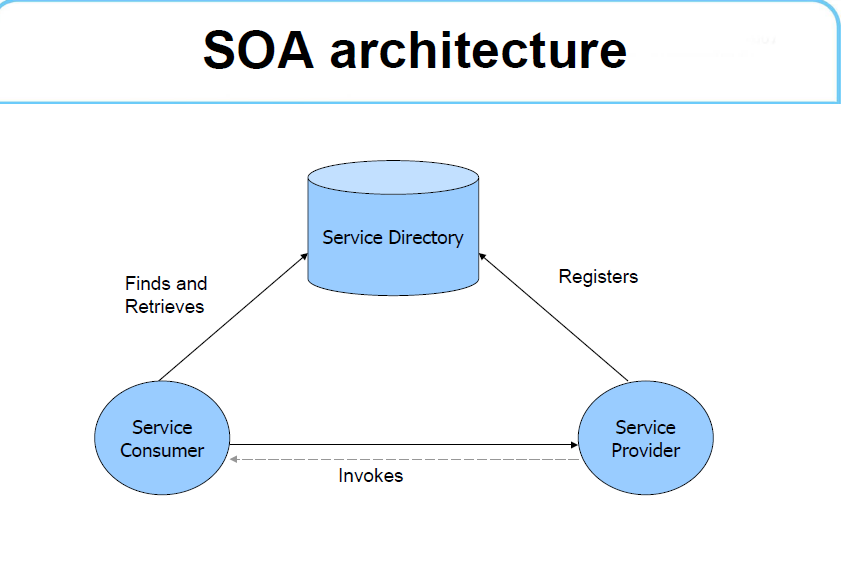 SOA architecture
Service Directory
Finds and
Retrieves
Registers
Service
Consumer
Service
Provider
Invokes